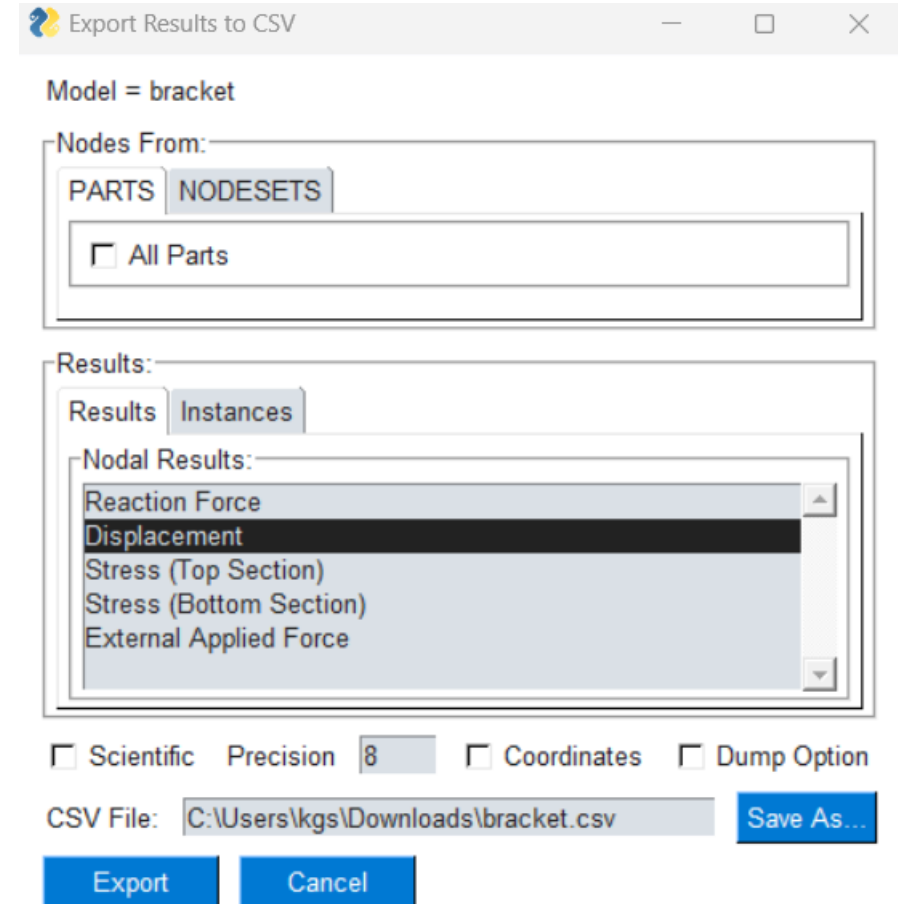 Export Results to CSV
Model = bracket
Nodes From:
PARTS NODESETS
All Parts
Results:
Results Instances
Nodal Results:
Reaction Force
Displacement
Stress (Top Section)
Stress (Bottom Section)
External Applied Force
Scientific Precision 8 Coordinates Dump Option
CSV File: C:\Users\kgs\Downloads\bracket.csv Save As...
Export Cancel